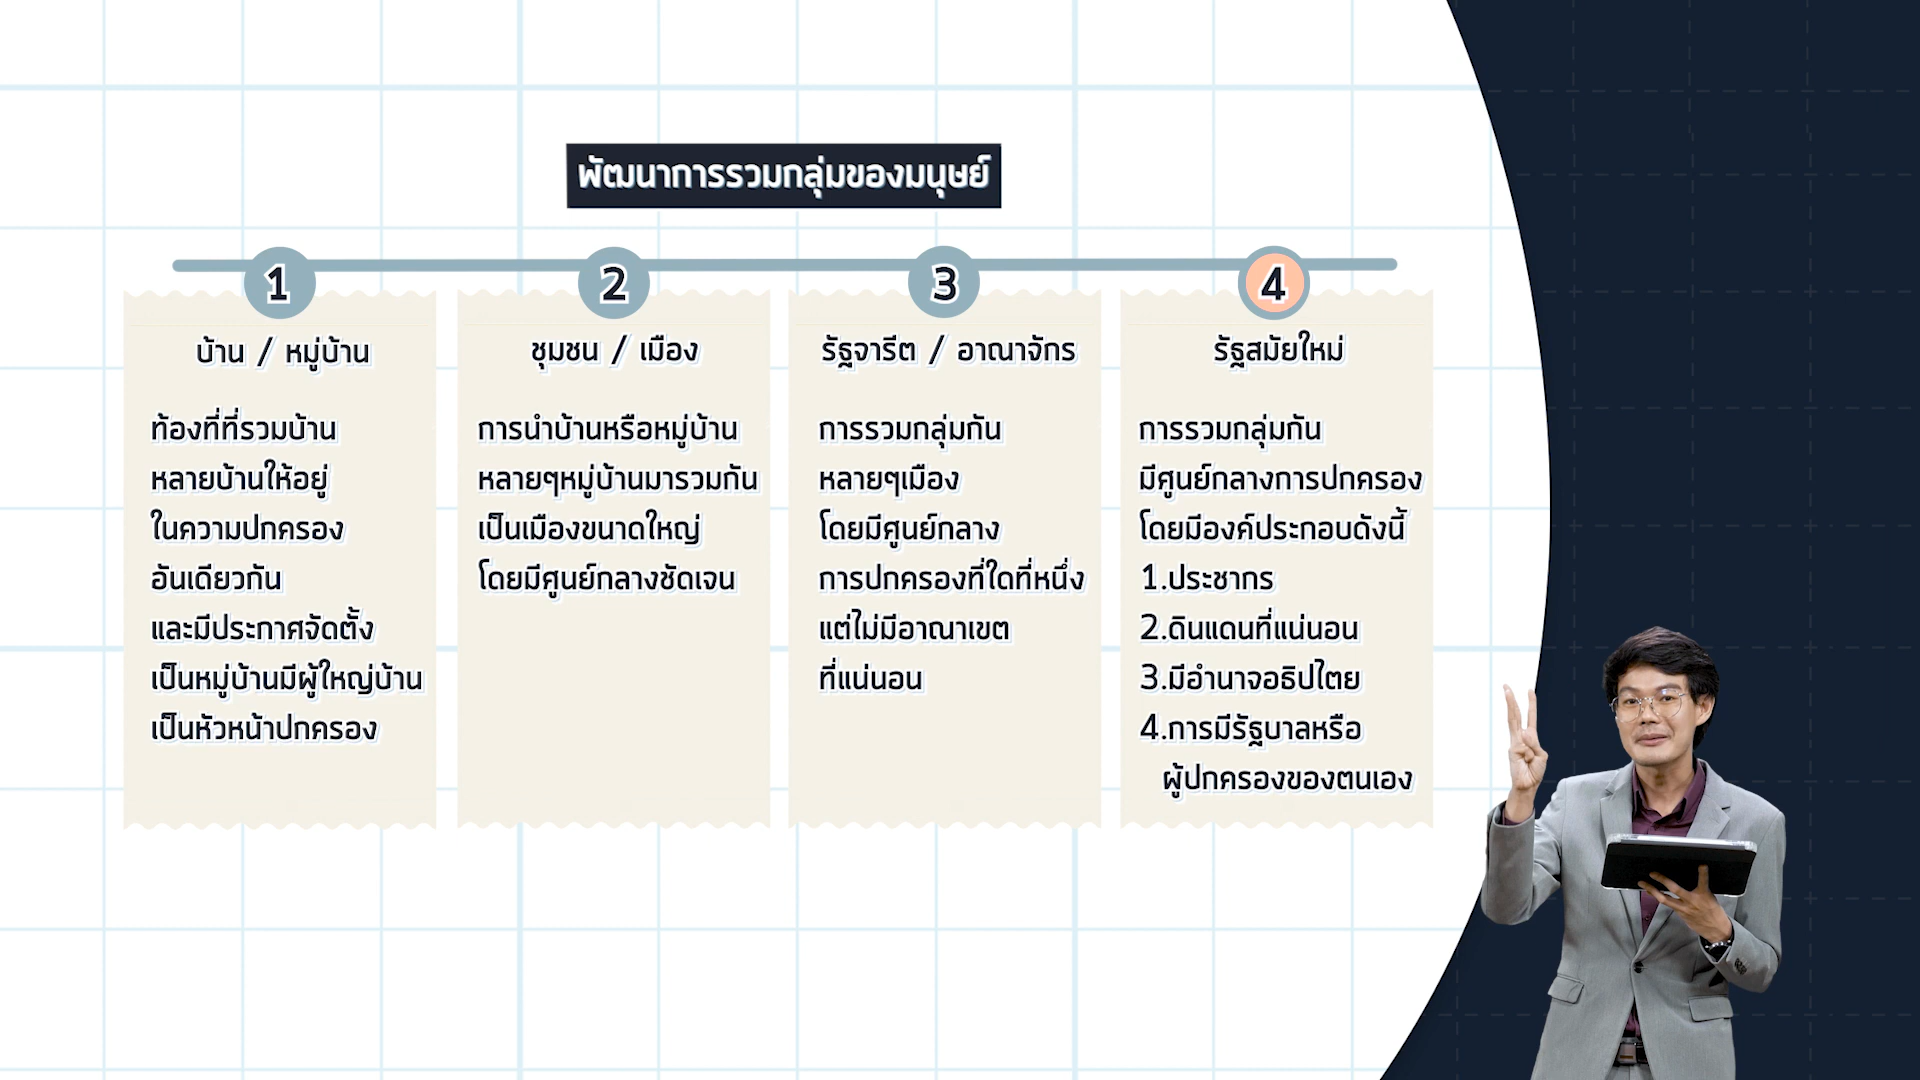 พัฒนาการรวมกลุ่มของมนุษย์
1
บ้าน / หมู่บ้าน
ท้องที่ที่รวมบ้าน
หลายบ้านให้อยู่
ในความปกครอง
อันเดียวกัน
และมีประกาศจัดตั้ง
เป็นหมู่บ้านมีผู้ใหญ่บ้าน
เป็นหัวหน้าปกครอง
2
ชุมชน / เมือง
การนำบ้านหรือหมู่บ้าน
หลายๆหมู่บ้านมารวมกัน
เป็นเมืองขนาดใหญ่
โดยมีศูนย์กลางชัดเจน
3
รัฐจารีต / อาณาจักร
การรวมกลุ่มกัน
หลายๆเมือง
โดยมีศูนย์กลาง
การปกครองที่ใดที่หนึ่ง
แต่ไม่มีอาณาเขต
ที่แน่นอน
4
รัฐสมัยใหม่
การรวมกลุ่มกัน
มีศูนย์กลางการปกครอง
โดยมีองค์ประกอบดังนี้
1.ประชากร
2.ดินแดนที่แน่นอน
3.มีอำนาจอธิปไตย
4.การมีรัฐบาลหรือ
ผู้ปกครองของตนเอง